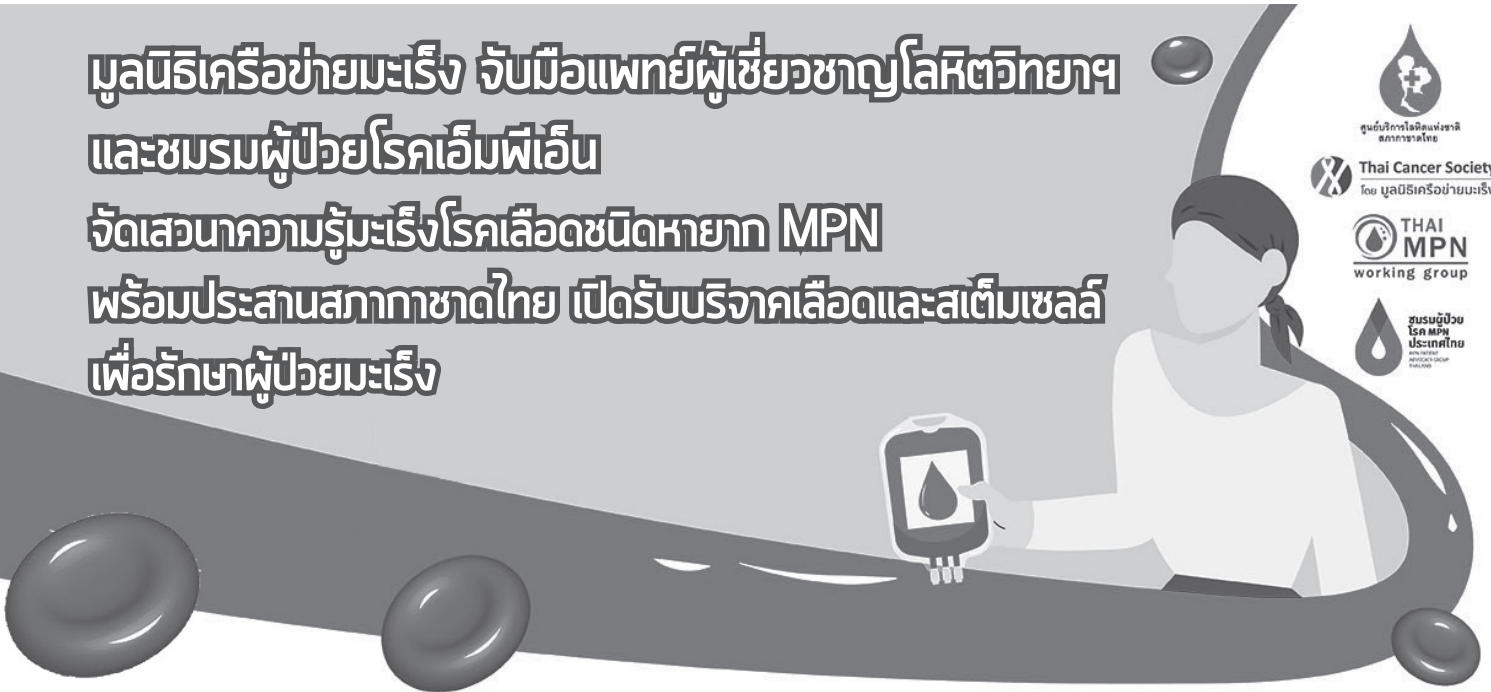 มูลนิธิเครือข่ายมะเร็ง จับมือแพทย์ผู้เชี่ยวชาญโลหิตวิทยาฯ
และชมรมผู้ป่วยโรคเอ็มพีเอ็น
จัดเสวนาความรู้มะเร็งโรคเลือดชนิดหายาก MPN
พร้อมประสานสภากาชาดไทย เปิดรับบริจาคเลือดและสเต็มเซลล์
เพื่อรักษาผู้ป่วยมะเร็ง
ศูนย์บริการโลหิตแห่งชาติ
สภากาชาดไทย
Thai Cancer Society
โดย มูลนิธิเครือข่ายมะเร็ง
THAI
MPN
working group
ชมรมผู้ป่วย
โรค MPN
ประเทศไทย
MPN PATIENT
ADVOCACY GROUP
THAILAND